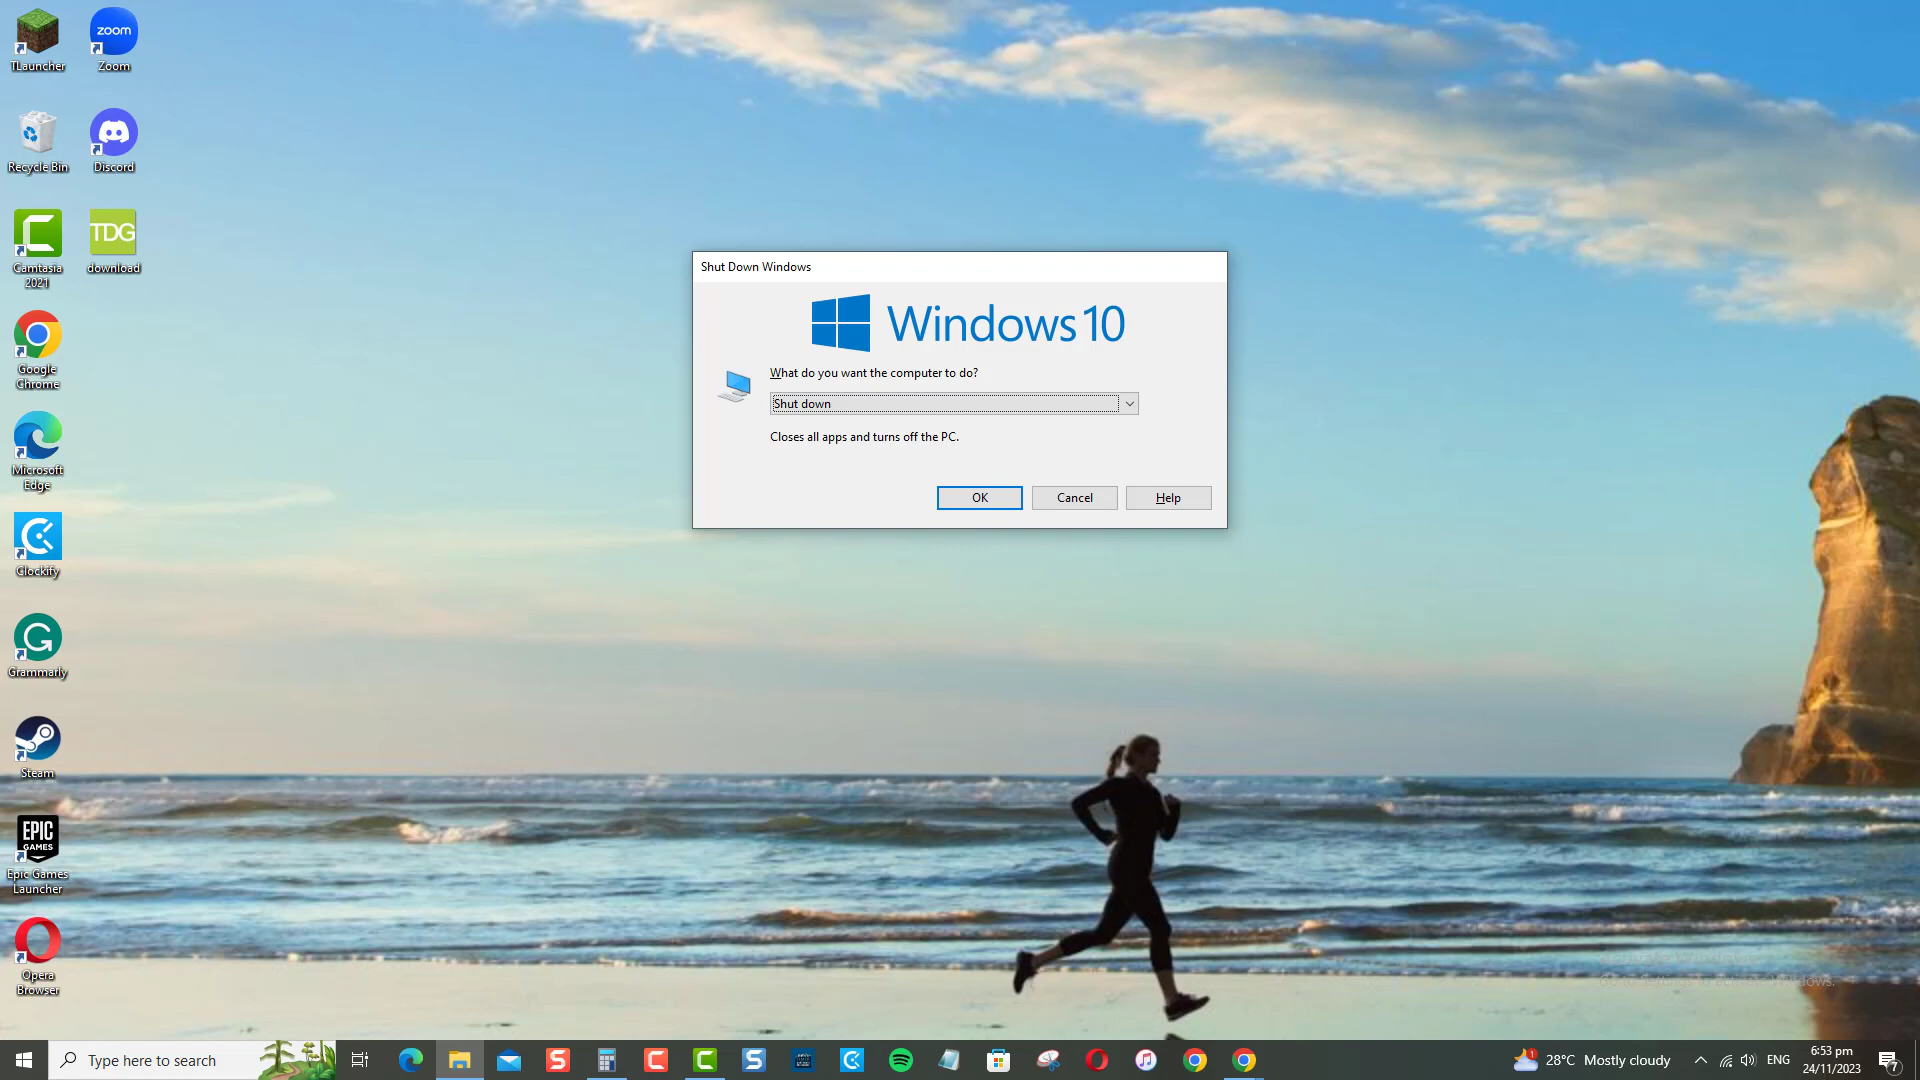 TLauncher
zoom
Zoom
Recycle Bin
Discord
Camtasia
2021
TDG
download
Google
Chrome
Microsoft
Edge
Clockify
Grammarly
Steam
EPIC
GAMES
Epic Games
Launcher
Opera
Browser
Shut Down Windows
Windows 10
What do you want the computer to do?
Shut down
Closes all apps and turns off the PC.
OK
Cancel
Help
Type here to search
1
28°C Mostly cloudy
ENG
6:53 pm
24/11/2023
7